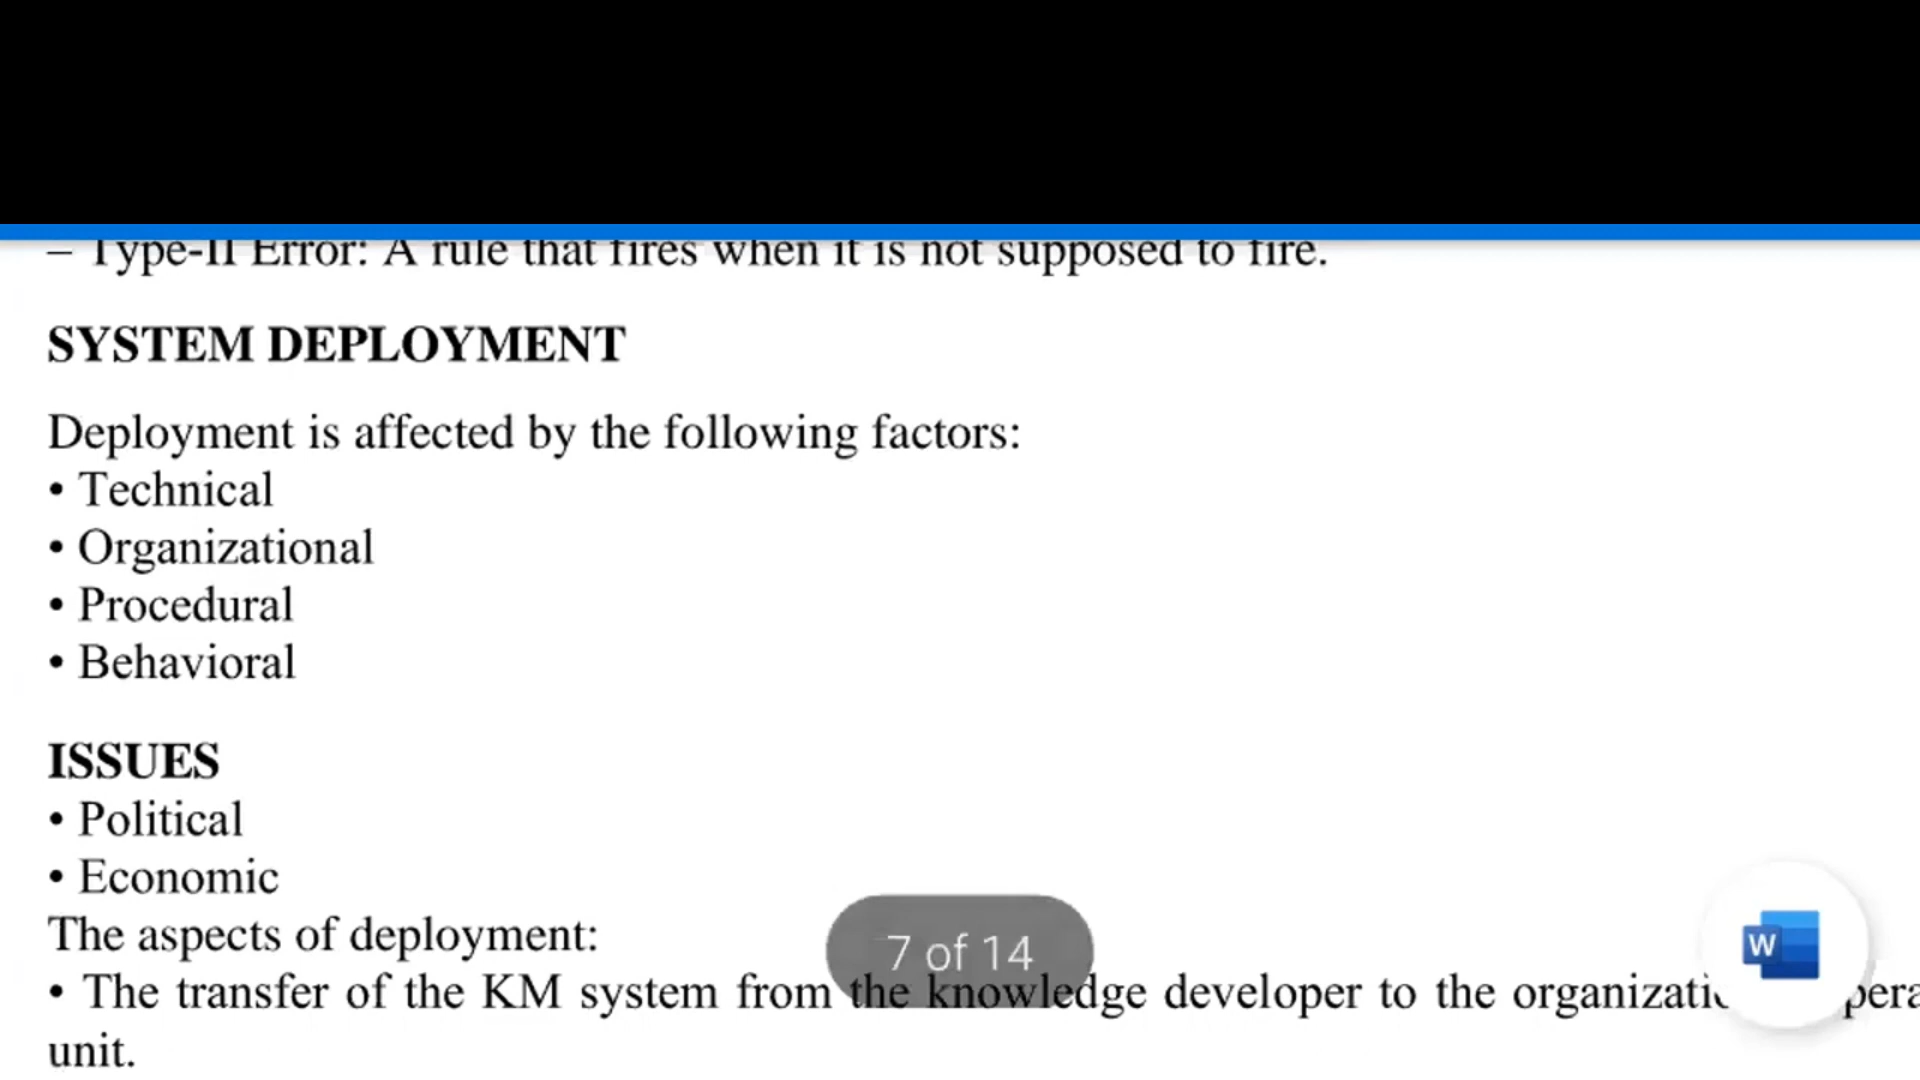 – Type-II Error: A rule that fires when it is not supposed to fire.
SYSTEM DEPLOYMENT
Deployment is affected by the following factors:
• Technical
• Organizational
• Procedural
• Behavioral
ISSUES
• Political
• Economic
The aspects of deployment:
7 of 14
W
• The transfer of the KM system from the knowledge developer to the
unit.